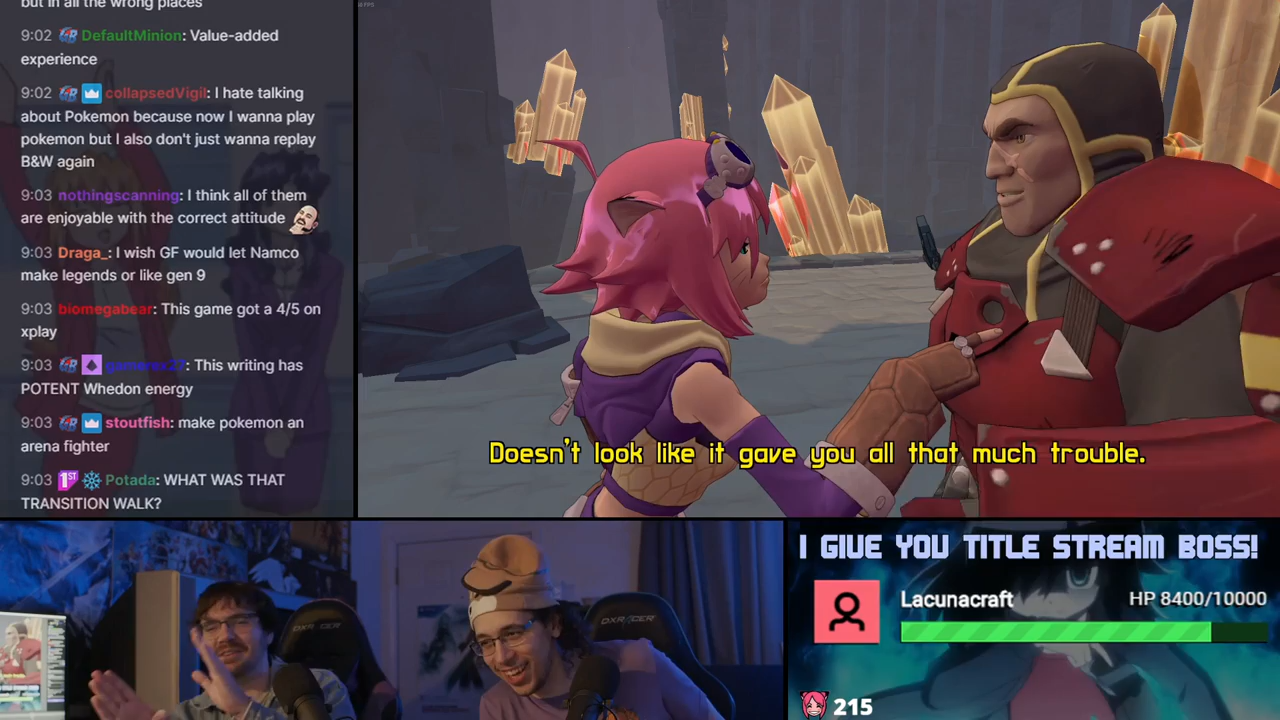 but in all the wrong places
9:02 DefaultMinion: Value-added
experience
9:02 collapsedVigil: I hate talking
about Pokemon because now I wanna play
pokemon but I also don't just wanna replay
B&W again
9:03 nothingscanning: I think all of them
are enjoyable with the correct attitude
9:03 Draga_: I wish GF would let Namco
make legends or like gen 9
9:03 biomegabear: This game got a 4/5 on
xplay
9:03 : This writing has
POTENT Whedon energy
9:03 stoutfish: make pokemon an
arena fighter
9:03 1ST Potada: WHAT WAS THAT
TRANSITION WALK?
FPS
Doesn't look like it gave you all that much trouble.
DXRACER
DXRACER
I GIVE YOU TITLE STREAM BOSS!
Lacunacraft
HP 8400/10000
215